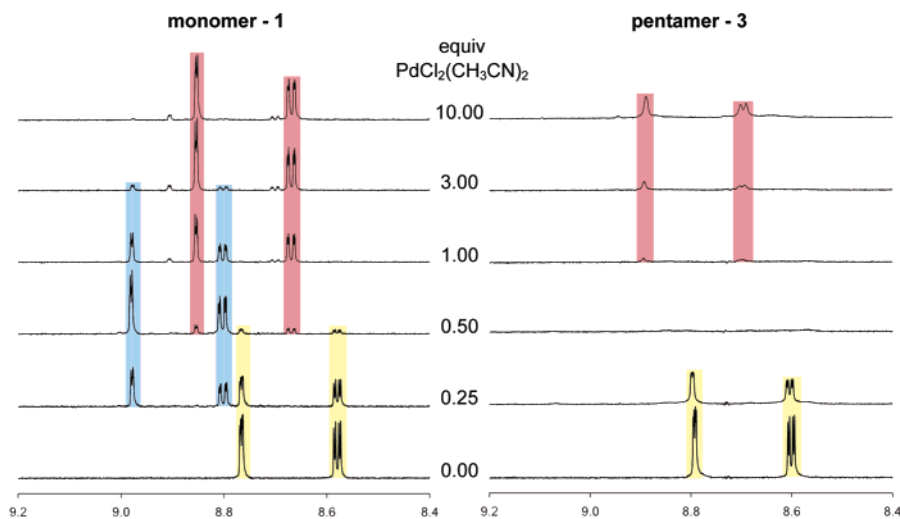 monomer - 1
pentamer - 3
equiv
PdCl₂(CH₃CN)₂
10.00
3.00
1.00
0.50
0.25
0.00
9.2 9.0 8.8 8.6 8.4
9.2 9.0 8.8 8.6 8.4